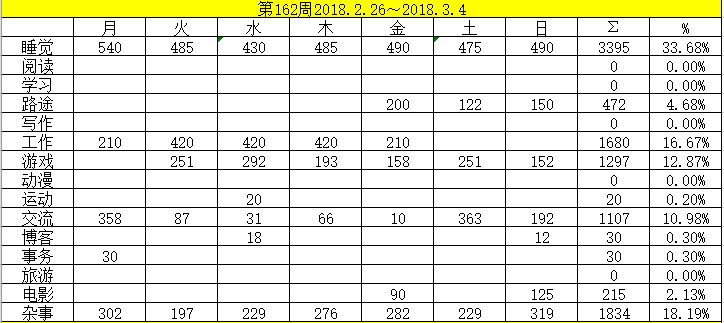 第162周2018.2.26～2018.3.4
月 火 水 木 金 土 日 Σ %
睡觉 540 485 430 485 490 475 490 3395 33.68%
阅读 0 0.00%
学习 0 0.00%
路途 200 122 150 472 4.68%
写作 0 0.00%
工作 210 420 420 420 210 1680 16.67%
游戏 251 292 193 158 251 152 1297 12.87%
动漫 0 0.00%
运动 20 20 0.20%
交流 358 87 31 66 10 363 192 1107 10.98%
博客 18 12 30 0.30%
事务 30 30 0.30%
旅游 0 0.00%
电影 90 125 215 2.13%
杂事 302 197 229 276 282 229 319 1834 18.19%